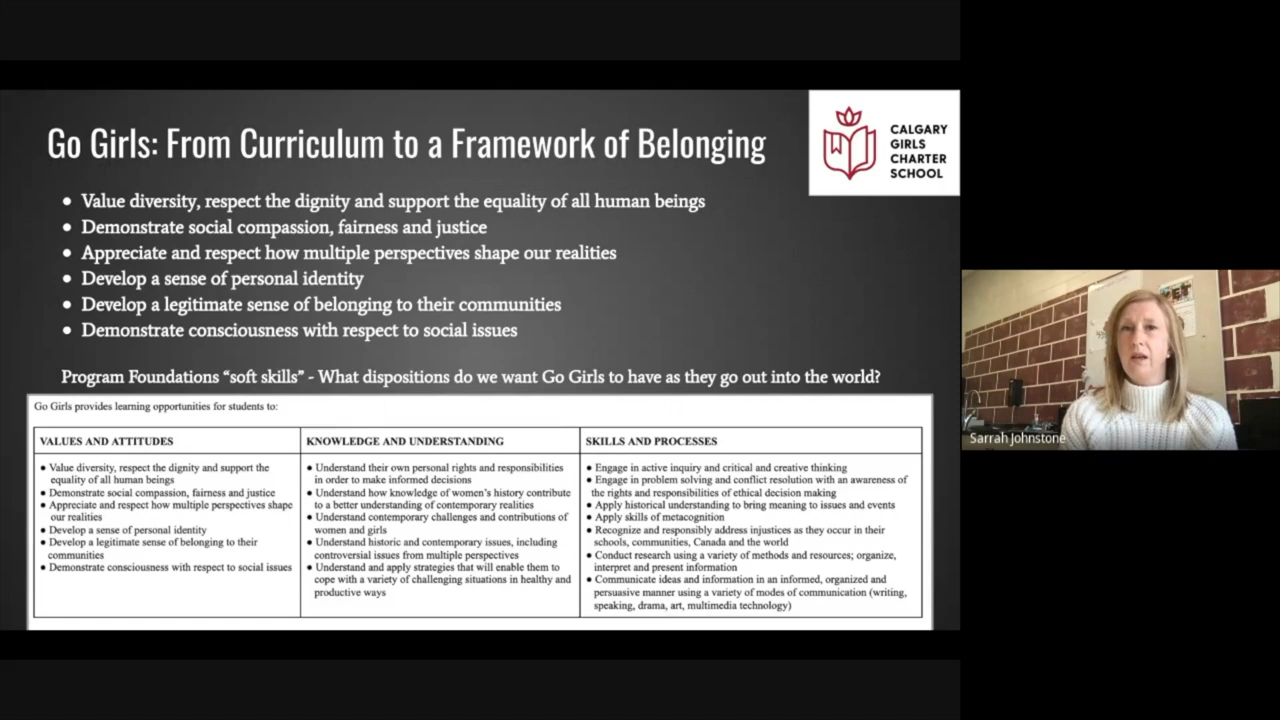 Go Girls: From Curriculum to a Framework of Belonging
CALGARY
GIRLS
CHARTER
SCHOOL
• Value diversity, respect the dignity and support the equality of all human beings
• Demonstrate social compassion, fairness and justice
• Appreciate and respect how multiple perspectives shape our realities
• Develop a sense of personal identity
• Develop a legitimate sense of belonging to their communities
• Demonstrate consciousness with respect to social issues
Program Foundations “soft skills” - What dispositions do we want Go Girls to have as they go out into the world?
Go Girls provides learning opportunities for students to:
VALUES AND ATTITUDES
• Value diversity, respect the dignity and support the
equality of all human beings
• Demonstrate social compassion, fairness and justice
• Appreciate and respect how multiple perspectives shape
our realities
• Develop a sense of personal identity
• Develop a legitimate sense of belonging to their
communities
• Demonstrate consciousness with respect to social issues
KNOWLEDGE AND UNDERSTANDING
• Understand their own personal rights and responsibilities
in order to make informed decisions
• Understand how knowledge of women’s history contribute
to a better understanding of contemporary realities
• Understand contemporary challenges and contributions of
women and girls
• Understand historic and contemporary issues, including
controversial issues from multiple perspectives
• Understand and apply strategies that will enable them to
cope with a variety of challenging situations in healthy and
productive ways
SKILLS AND PROCESSES
• Engage in active inquiry and critical and creative thinking
• Engage in problem solving and conflict resolution with an awareness of
the rights and responsibilities of ethical decision making
• Apply historical understanding to bring meaning to issues and events
• Apply skills of metacognition
• Recognize and responsibly address injustices as they occur in their
schools, communities, Canada and the world
• Conduct research using a variety of methods and resources; organize,
interpret and present information
• Communicate ideas and information in an informed, organized and
persuasive manner using a variety of modes of communication (writing,
speaking, drama, art, multimedia technology)
Sarrah Johnstone